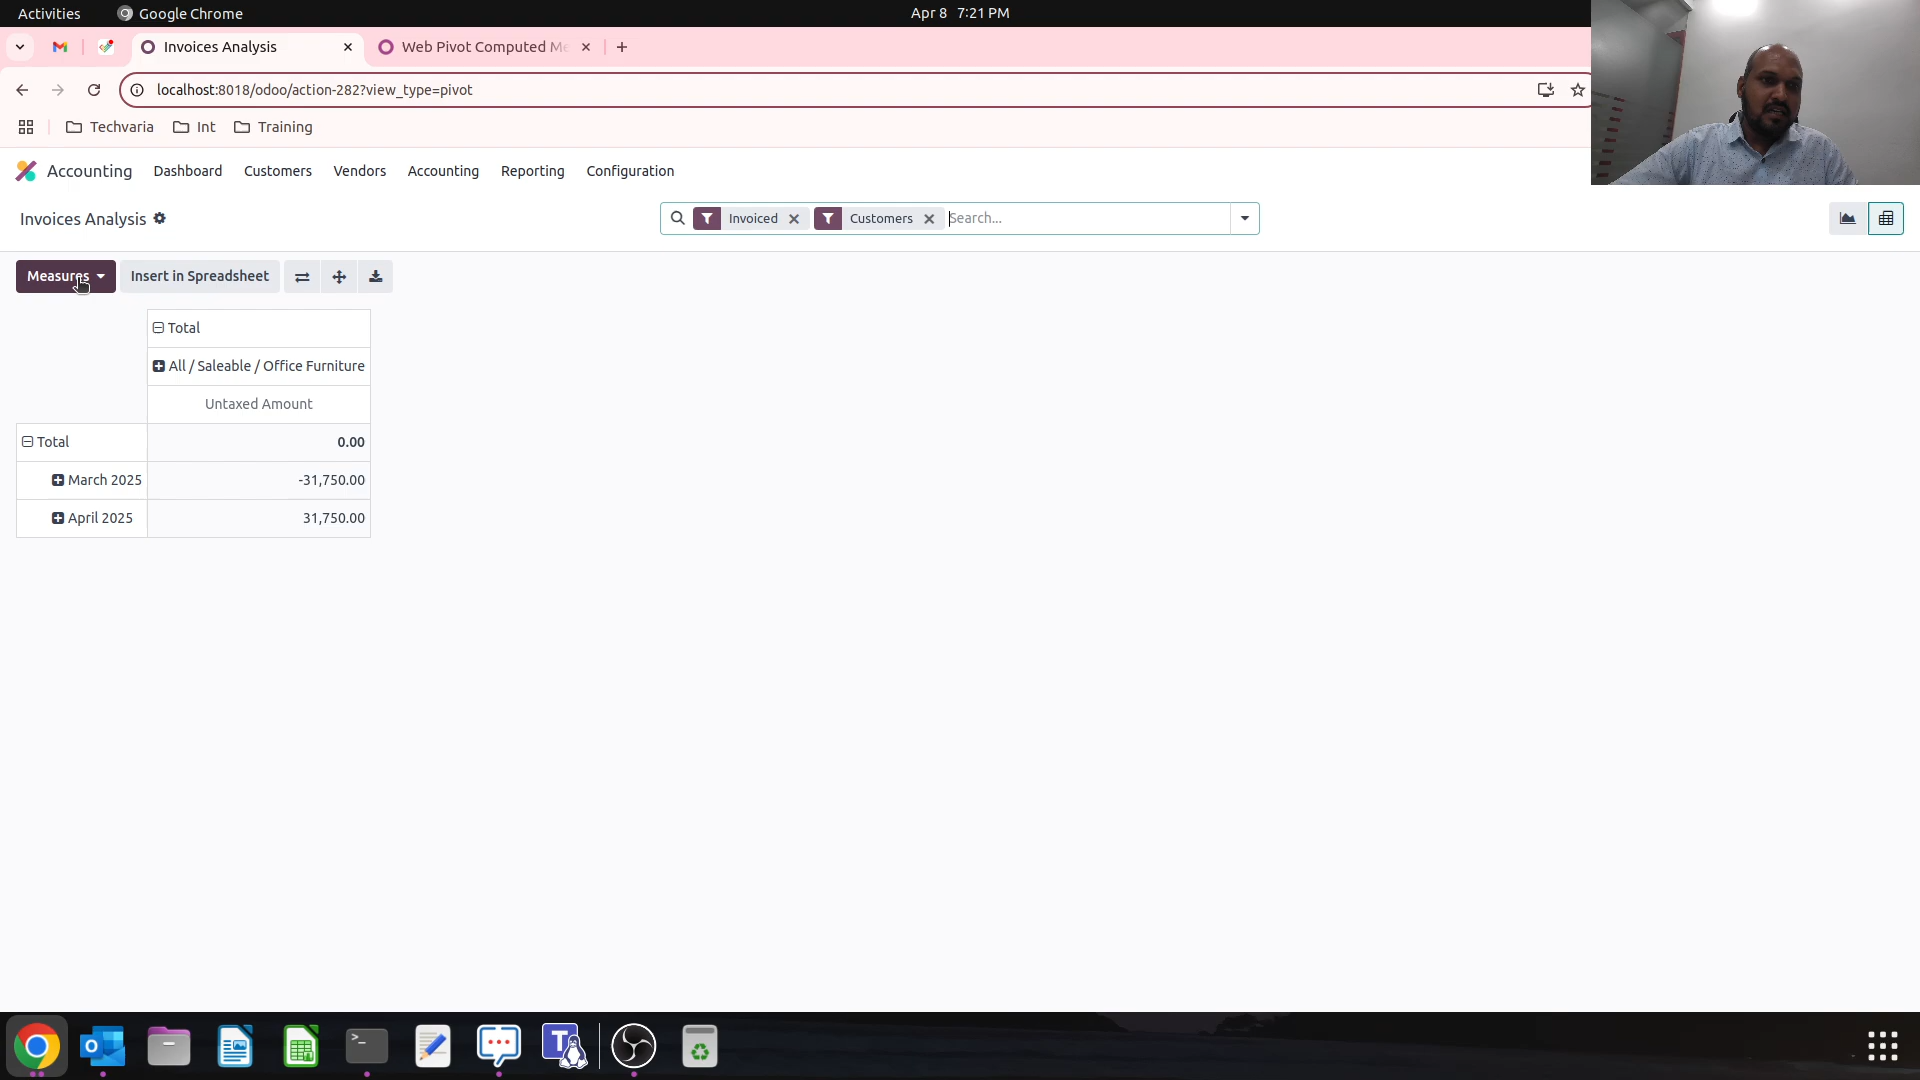 Activities
Google Chrome
Apr 8 7:21 PM
Invoices Analysis
Web Pivot Computed Me
localhost:8018/odoo/action-282?view_type=pivot
Techvaria
Int
Training
Accounting
Dashboard
Customers
Vendors
Accounting
Reporting
Configuration
Invoices Analysis
Invoiced
Customers
Search...
Measures
Insert in Spreadsheet
Total
All / Saleable / Office Furniture
Untaxed Amount
Total 0.00
March 2025 -31,750.00
April 2025 31,750.00